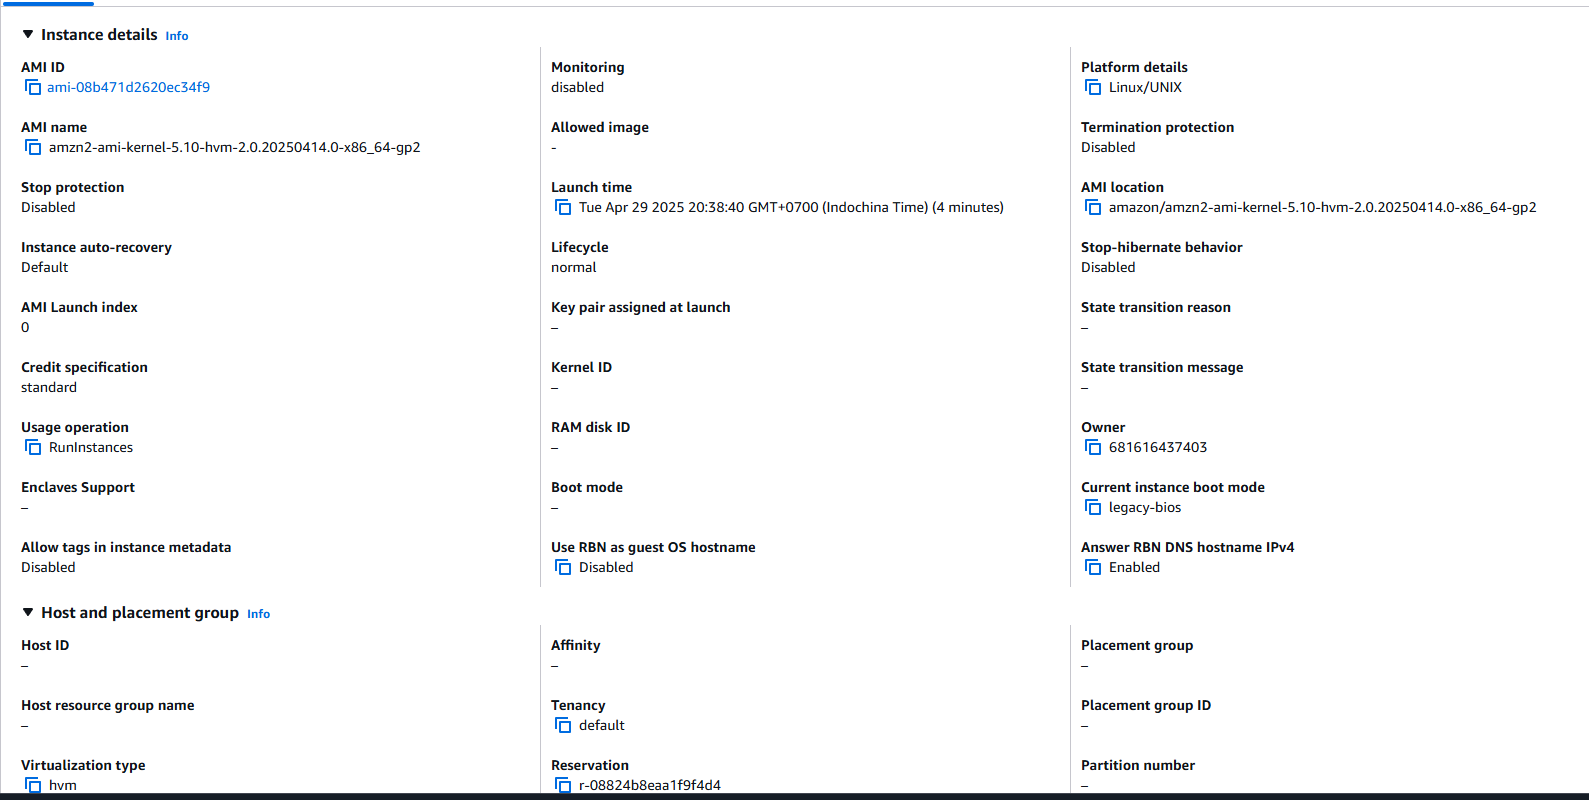 Instance details Info
AMI ID
ami-08b471d2620ec34f9
AMI name
amzn2-ami-kernel-5.10-hvm-2.0.20250414.0-x86_64-gp2
Stop protection
Disabled
Instance auto-recovery
Default
AMI Launch index
0
Credit specification
standard
Usage operation
RunInstances
Enclaves Support
–
Allow tags in instance metadata
Disabled
Monitoring
disabled
Allowed image
-
Launch time
Tue Apr 29 2025 20:38:40 GMT+0700 (Indochina Time) (4 minutes)
Lifecycle
normal
Key pair assigned at launch
–
Kernel ID
–
RAM disk ID
–
Boot mode
–
Use RBN as guest OS hostname
Disabled
Platform details
Linux/UNIX
Termination protection
Disabled
AMI location
amazon/amzn2-ami-kernel-5.10-hvm-2.0.20250414.0-x86_64-gp2
Stop-hibernate behavior
Disabled
State transition reason
–
State transition message
–
Owner
681616437403
Current instance boot mode
legacy-bios
Answer RBN DNS hostname IPv4
Enabled
Host and placement group Info
Host ID
–
Host resource group name
–
Virtualization type
hvm
Affinity
–
Tenancy
default
Reservation
r-08824b8eaa1f9f4d4
Placement group
–
Placement group ID
–
Partition number
–